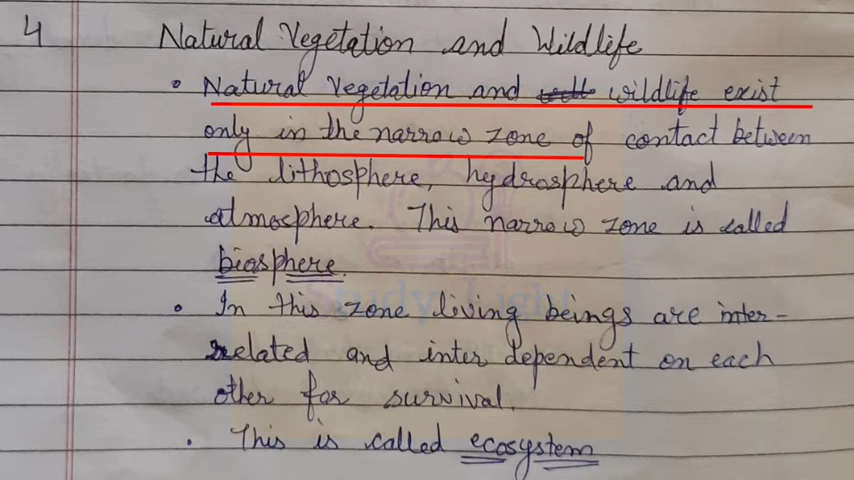 4 Natural Vegetation and Wildlife
• Natural Vegetation and wildlife exist
only in the narrow zone of contact between
the lithosphere, hydrosphere and
atmosphere. This narrow zone is called
biosphere.
Study Light
• In this zone living beings are inter-
related and inter dependent on each
other for survival.
• This is called ecosystem